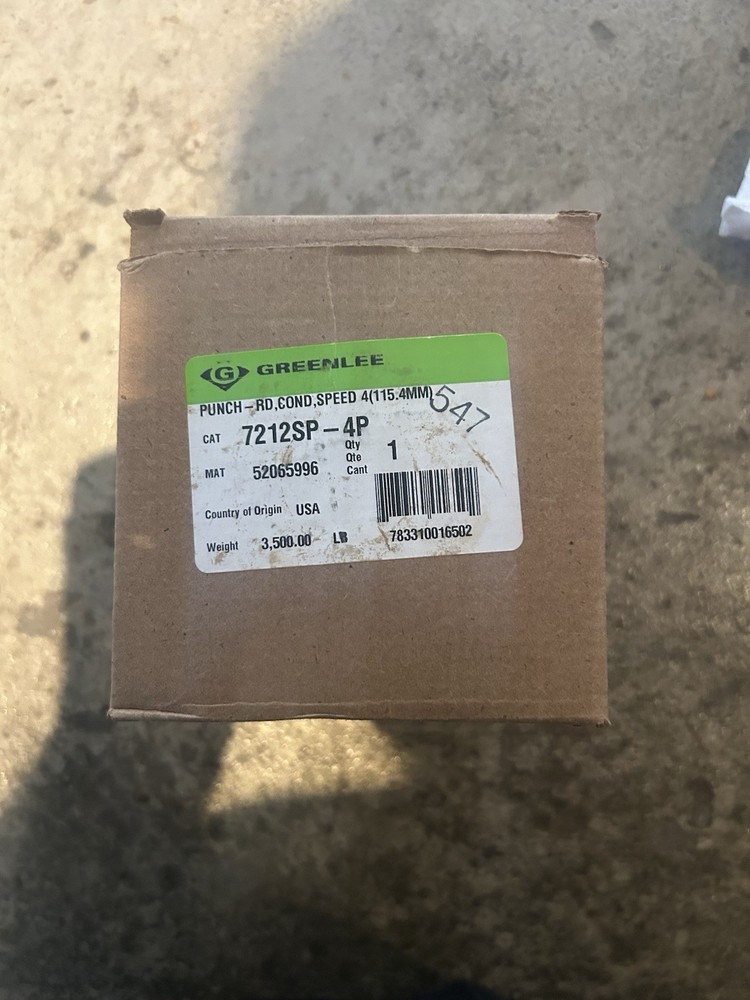 G GREENLEE
PUNCH-RD,COND,SPEED 4(115.4MM)
547
CAT 7212SP-4P
Qty
Qte 1
Cant
MAT 52065996
Country of Origin USA
Weight 3,500.00 LB
783310016502